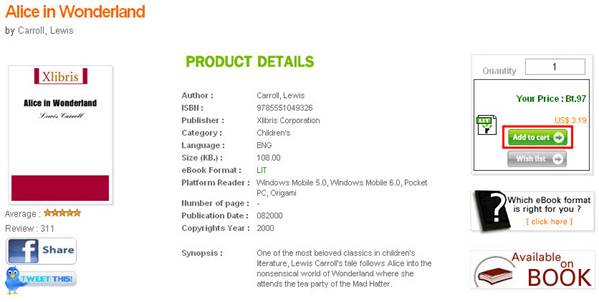 Alice in Wonderland
by Carroll, Lewis
Xlibris
Alice in Wonderland
Lewis Carroll
Average :
Review : 311
Share
TWEET THIS!
PRODUCT DETAILS
Author : Carroll, Lewis
ISBN : 9785551049326
Publisher : Xlibris Corporation
Category : Children's
Language : ENG
Size (KB.) : 108.00
eBook Format : LIT
Platform Reader : Windows Mobile 5.0, Windows Mobile 6.0, Pocket
PC, Origami
Number of page : -
Publication Date : 082000
Copyrights Year : 2000
Synopsis : One of the most beloved classics in children's
literature, Lewis Carroll's tale follows Alice into the
nonsensical world of Wonderland where she
attends the tea party of the Mad Hatter.
Quantity 1
Your Price : Bt.97
US$ 3.19
LIT
Add to cart
Wish list
Which eBook format
is right for you ?
[ click here ]
Available
on
BOOK